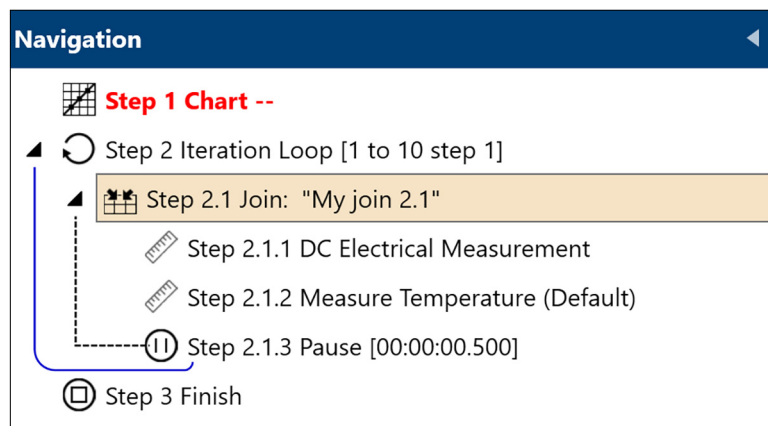 Navigation
Step 1 Chart --
Step 2 Iteration Loop [1 to 10 step 1]
Step 2.1 Join:  "My join 2.1"
Step 2.1.1 DC Electrical Measurement
Step 2.1.2 Measure Temperature (Default)
Step 2.1.3 Pause [00:00:00.500]
Step 3 Finish